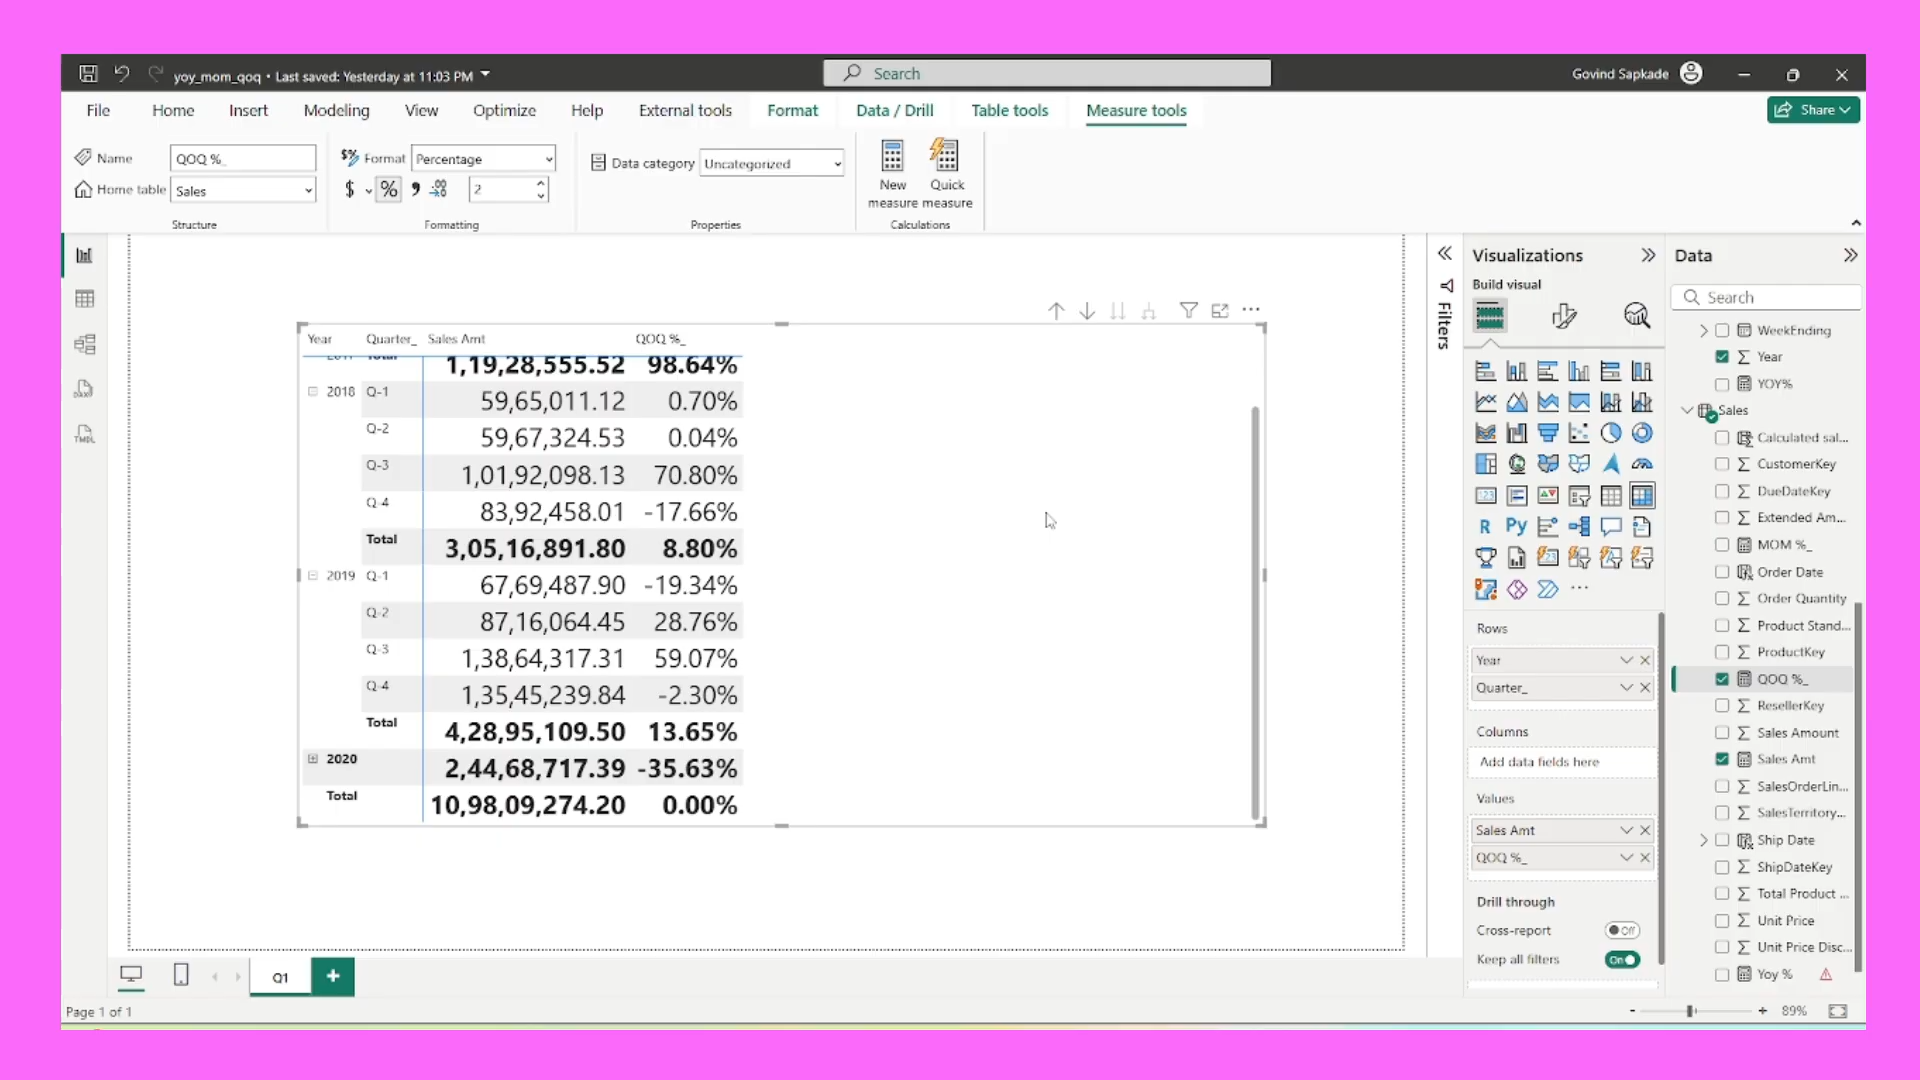 yoy_mom_qoq • Last saved: Yesterday at 11:03 PM
Search
Govind Sapkade
File Home Insert Modeling View Optimize Help External tools Format Data / Drill Table tools Measure tools
Share
Name QOQ %_
Home table Sales
Structure
Format Percentage
$ % 2
Formatting
Data category Uncategorized
Properties
New measure
Quick measure
Calculations
Year Quarter_ Sales Amt QOQ %_
2017 Total 1,19,28,555.52 98.64%
2018 Q-1 59,65,011.12 0.70%
Q-2 59,67,324.53 0.04%
Q-3 1,01,92,098.13 70.80%
Q-4 83,92,458.01 -17.66%
Total 3,05,16,891.80 8.80%
2019 Q-1 67,69,487.90 -19.34%
Q-2 87,16,064.45 28.76%
Q-3 1,38,64,317.31 59.07%
Q-4 1,35,45,239.84 -2.30%
Total 4,28,95,109.50 13.65%
2020 2,44,68,717.39 -35.63%
Total 10,98,09,274.20 0.00%
Filters
Visualizations
Build visual
123
R Py
Rows
Year
Quarter_
Columns
Add data fields here
Values
Sales Amt
QOQ %_
Drill through
Cross-report Off
Keep all filters On
Data
Search
WeekEnding
Year
YOY%
Sales
Calculated sal...
CustomerKey
DueDateKey
Extended Am...
MOM %_
Order Date
Order Quantity
Product Stand...
ProductKey
QOQ %_
ResellerKey
Sales Amount
Sales Amt
SalesOrderLin...
SalesTerritory...
Ship Date
ShipDateKey
Total Product ...
Unit Price
Unit Price Disc...
Yoy %
Q1
Page 1 of 1
- + 89%